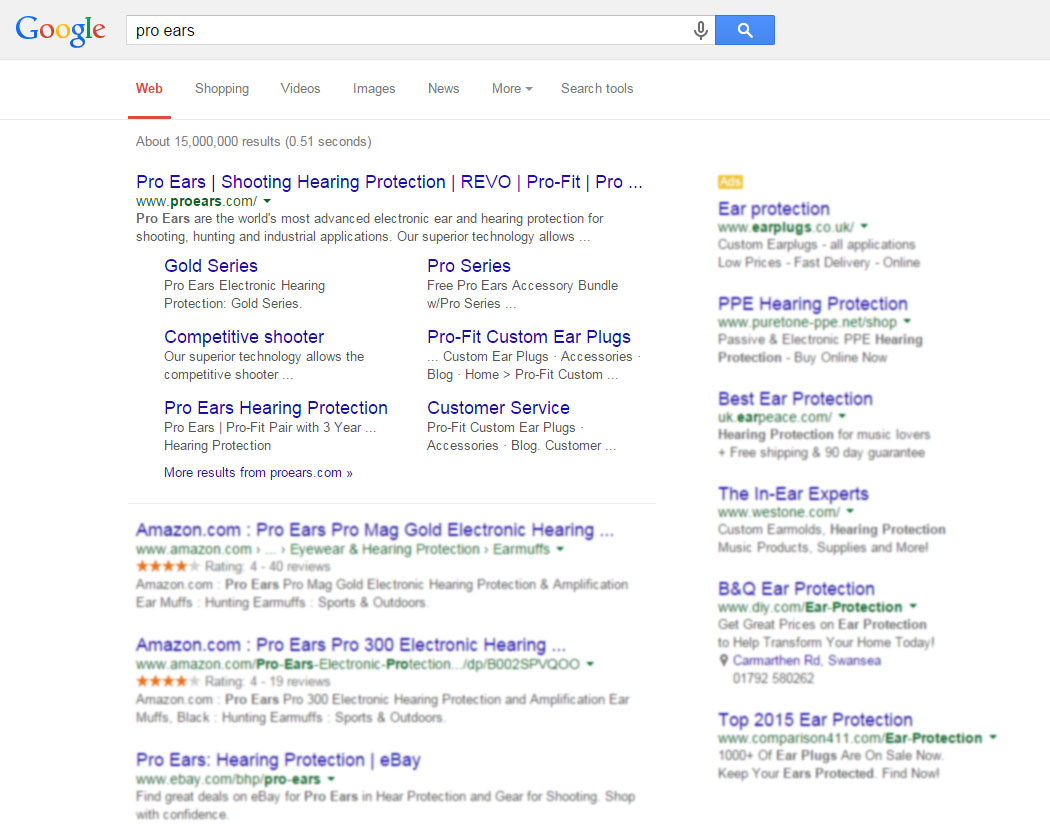 Google
pro ears
Web Shopping Videos Images News More Search tools
About 15,000,000 results (0.51 seconds)
Pro Ears | Shooting Hearing Protection | REVO | Pro-Fit | Pro ...
www.proears.com/
Pro Ears are the world's most advanced electronic ear and hearing protection for
shooting, hunting and industrial applications. Our superior technology allows ...
Gold Series
Pro Ears Electronic Hearing
Protection: Gold Series.
Pro Series
Free Pro Ears Accessory Bundle
w/Pro Series ...
Competitive shooter
Our superior technology allows the
competitive shooter ...
Pro-Fit Custom Ear Plugs
... Custom Ear Plugs · Accessories ·
Blog · Home > Pro-Fit Custom ...
Pro Ears Hearing Protection
Pro Ears | Pro-Fit Pair with 3 Year ...
Hearing Protection
Customer Service
Pro-Fit Custom Ear Plugs ·
Accessories · Blog. Customer ...
More results from proears.com »
Amazon.com : Pro Ears Pro Mag Gold Electronic Hearing ...
www.amazon.com › ... › Eyewear & Hearing Protection › Earmuffs
Rating: 4 - 40 reviews
Amazon.com : Pro Ears Pro Mag Gold Electronic Hearing Protection & Amplification
Ear Muffs : Hunting Earmuffs : Sports & Outdoors.
Amazon.com : Pro Ears Pro 300 Electronic Hearing ...
www.amazon.com/Pro-Ears-Electronic-Protection.../dp/B002SPVQOO
Rating: 4 - 19 reviews
Amazon.com : Pro Ears Pro 300 Electronic Hearing Protection and Amplification Ear
Muffs, Black : Hunting Earmuffs : Sports & Outdoors.
Pro Ears: Hearing Protection | eBay
www.ebay.com/bhp/pro-ears
Find great deals on eBay for Pro Ears in Hear Protection and Gear for Shooting. Shop
with confidence.
Ads
Ear protection
www.earplugs.co.uk/
Custom Earplugs - all applications
Low Prices - Fast Delivery - Online
PPE Hearing Protection
www.puretone-ppe.net/shop
Passive & Electronic PPE Hearing
Protection - Buy Online Now
Best Ear Protection
uk.earpeace.com/
Hearing Protection for music lovers
+ Free shipping & 90 day guarantee
The In-Ear Experts
www.westone.com/
Custom Earmolds, Hearing Protection
Music Products, Supplies and More!
B&Q Ear Protection
www.diy.com/Ear-Protection
Get Great Prices on Ear Protection
to Help Transform Your Home Today!
Carmarthen Rd, Swansea
01792 580262
Top 2015 Ear Protection
www.comparison411.com/Ear-Protection
1000+ Of Ear Plugs Are On Sale Now.
Keep Your Ears Protected. Find Now!